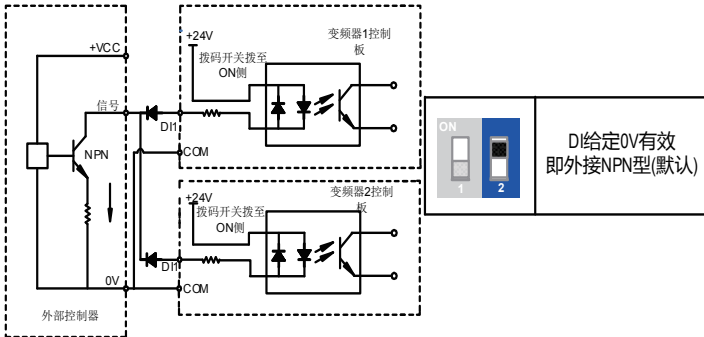 +VCC
信号
NPN
0V
外部控制器
+24V
拨码开关拨至
ON侧
变频器1控制
板
DI1
COM
+24V
拨码开关拨至
ON侧
变频器2控制
板
DI1
COM
ON
1
2
DI给定0V有效
即外接NPN型(默认)